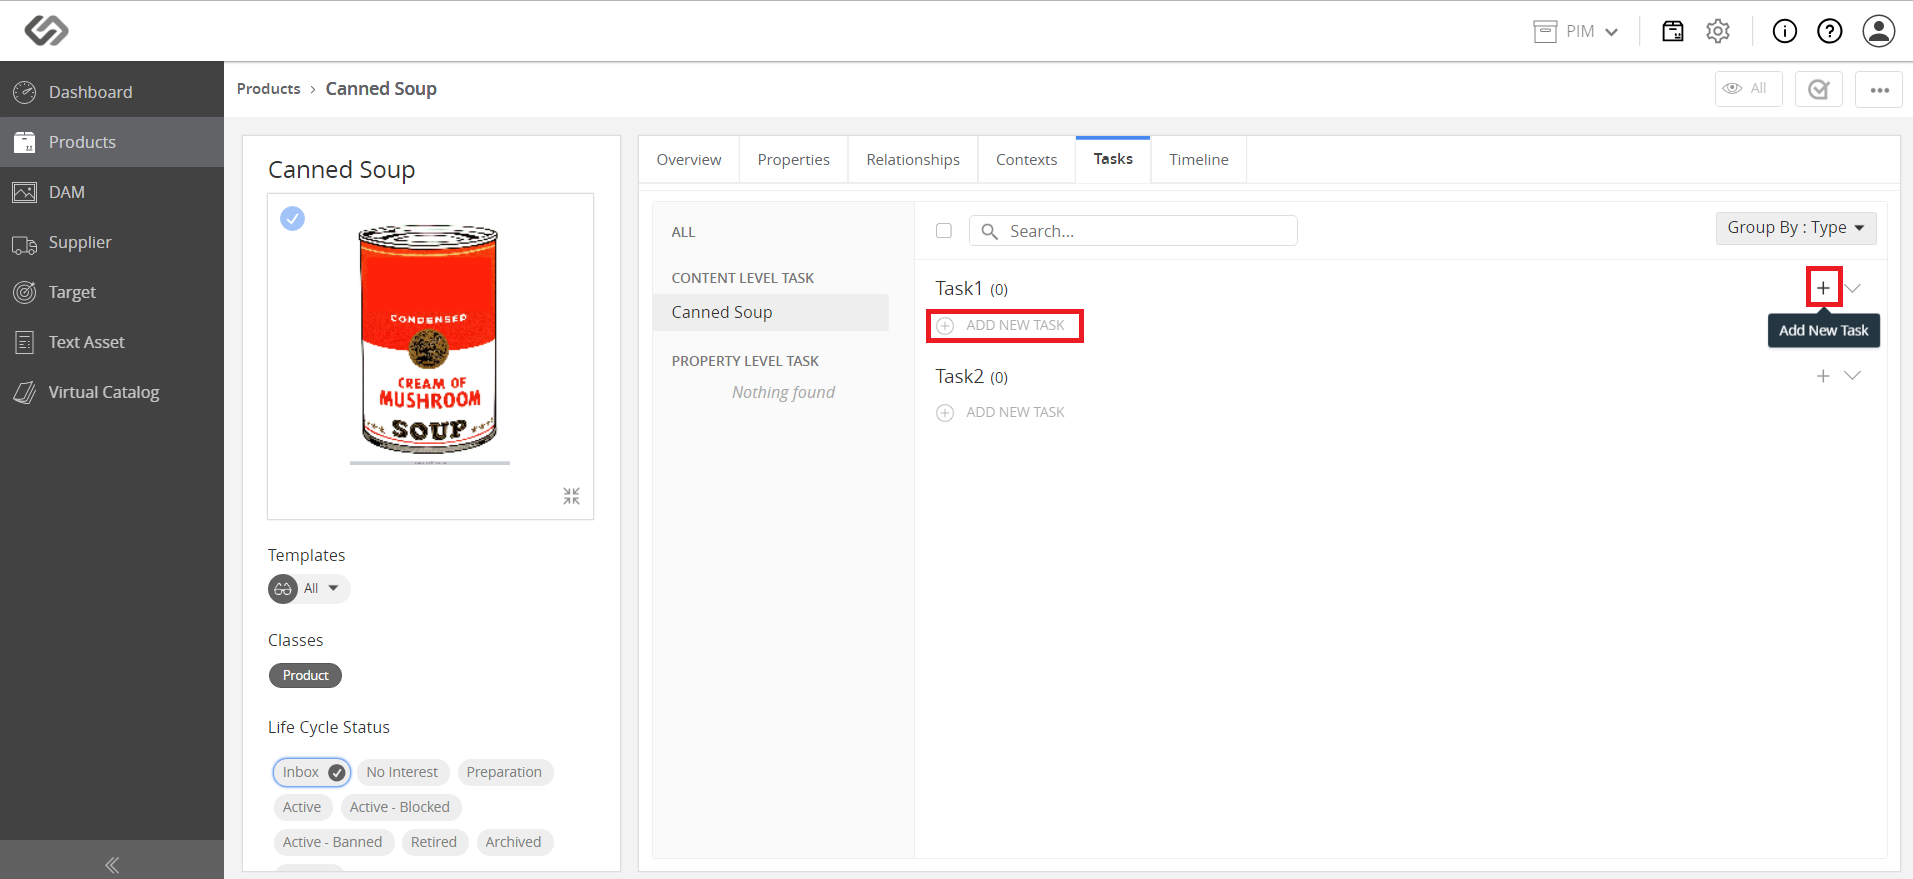 PIM
Dashboard
Products
DAM
Supplier
Target
Text Asset
Virtual Catalog
Products › Canned Soup
All
Canned Soup
CONDENSED
CREAM OF
MUSHROOM
SOUP
Templates
All
Classes
Product
Life Cycle Status
Inbox
No Interest
Preparation
Active
Active - Blocked
Active - Banned
Retired
Archived
Overview
Properties
Relationships
Contexts
Tasks
Timeline
ALL
CONTENT LEVEL TASK
Canned Soup
PROPERTY LEVEL TASK
Nothing found
Search...
Group By : Type
Task1 (0)
ADD NEW TASK
Add New Task
Task2 (0)
ADD NEW TASK